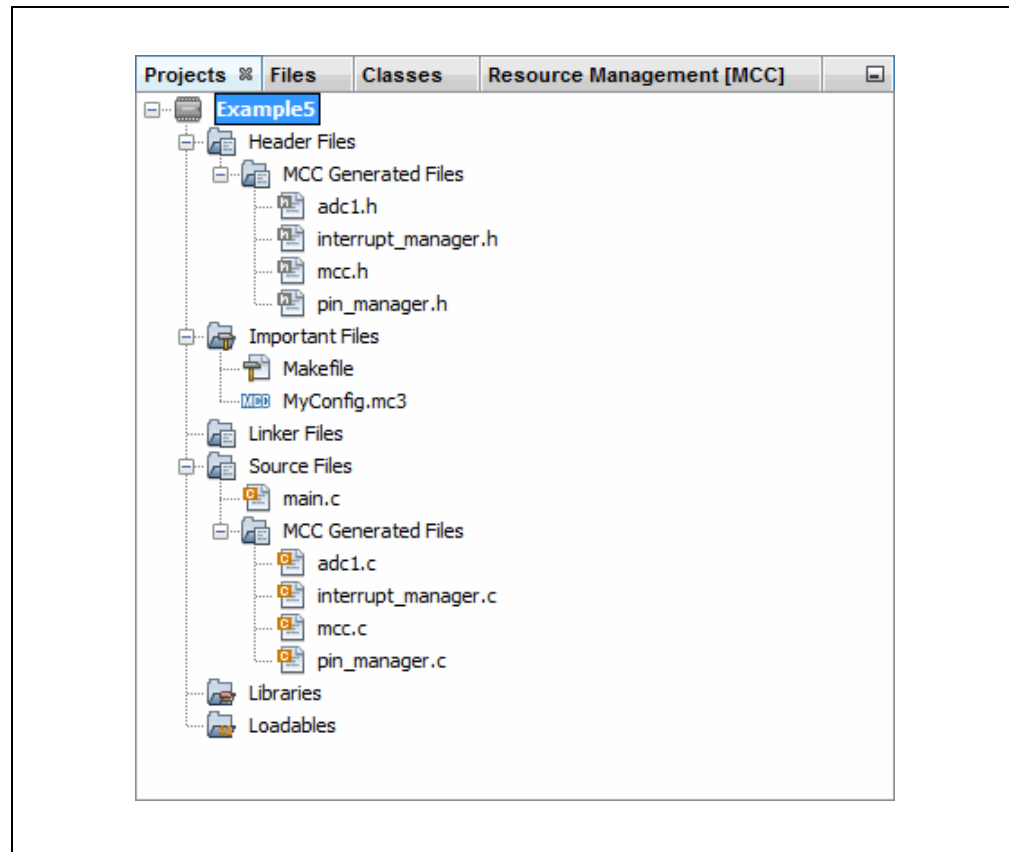 Projects Files Classes Resource Management [MCC]
Example5
Header Files
MCC Generated Files
adc1.h
interrupt_manager.h
mcc.h
pin_manager.h
Important Files
Makefile
MCC MyConfig.mc3
Linker Files
Source Files
main.c
MCC Generated Files
adc1.c
interrupt_manager.c
mcc.c
pin_manager.c
Libraries
Loadables